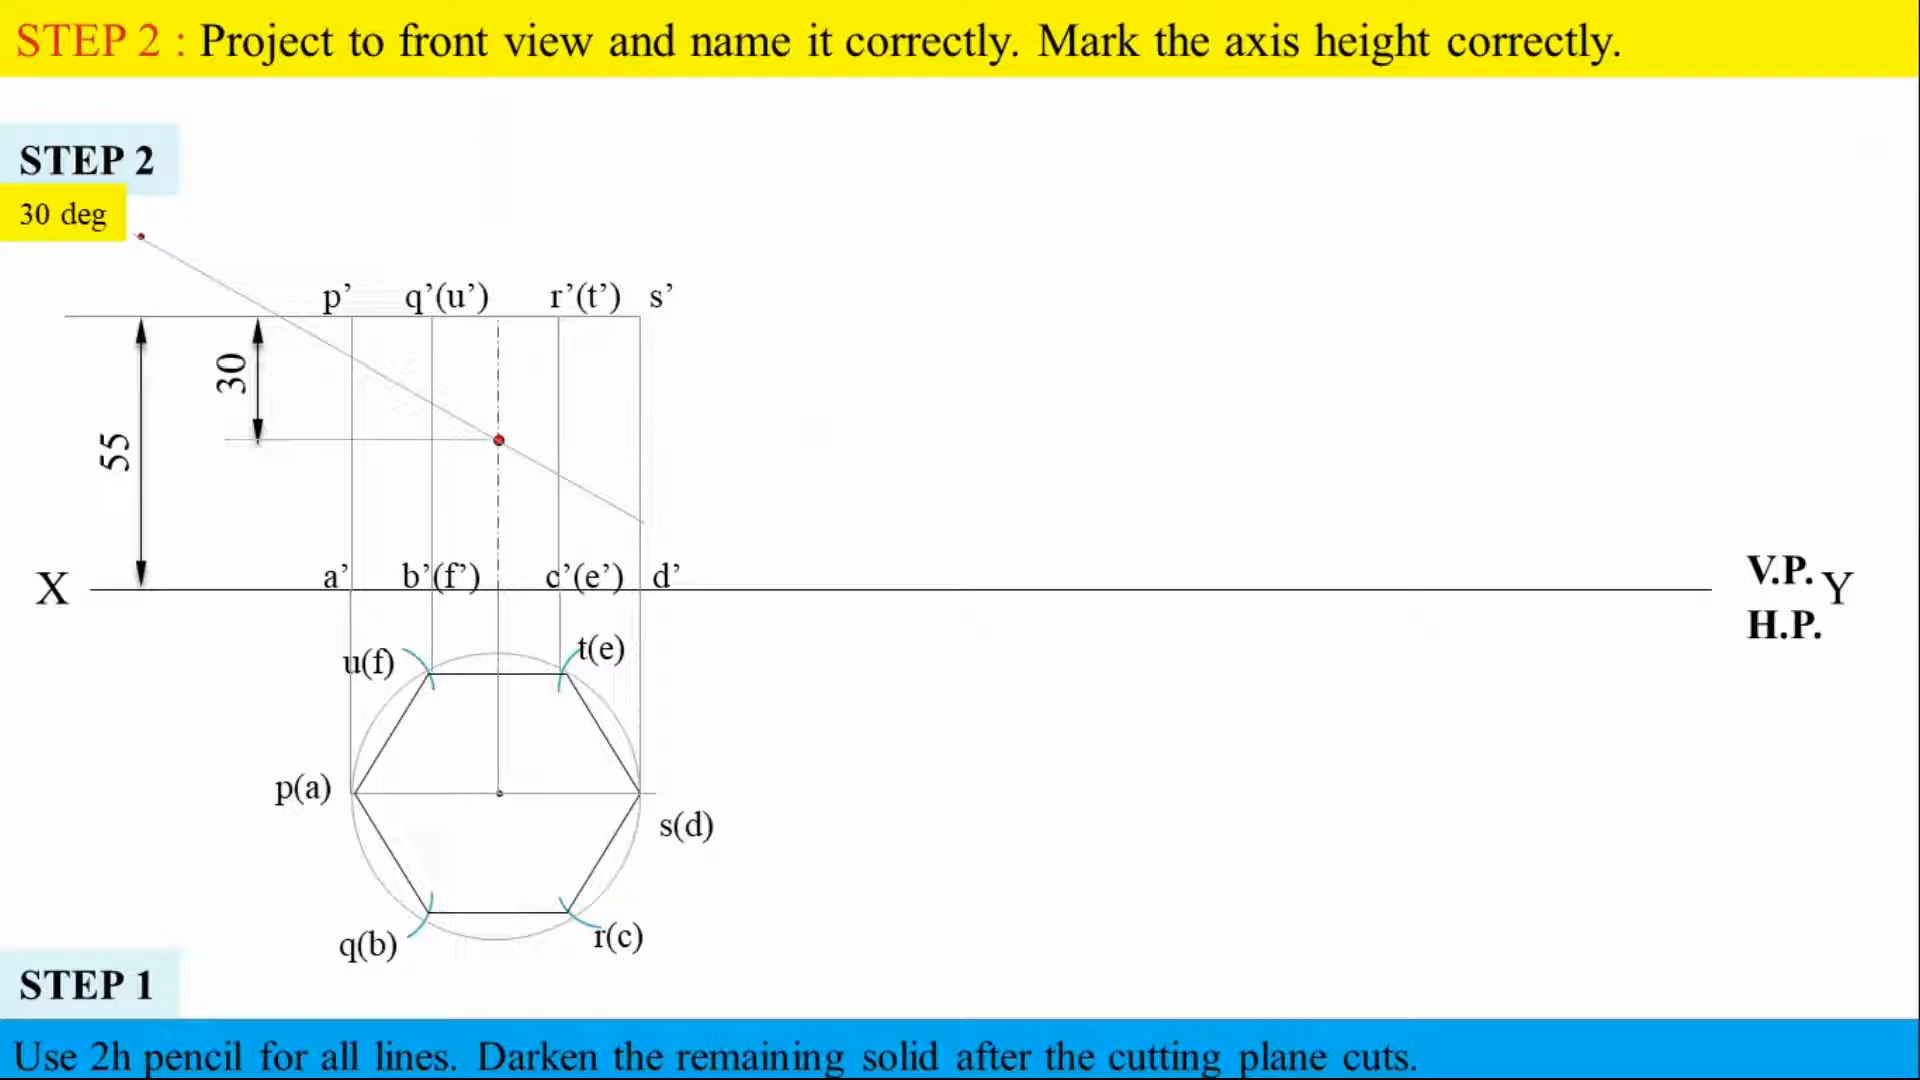 STEP 2 : Project to front view and name it correctly. Mark the axis height correctly.
STEP 2
30 deg
p’ q’(u’) r’(t’) s’
30
55
X a’ b’(f’) c’(e’) d’ V.P. Y
H.P.
u(f) t(e)
p(a)
s(d)
q(b) r(c)
STEP 1
Use 2h pencil for all lines. Darken the remaining solid after the cutting plane cuts.